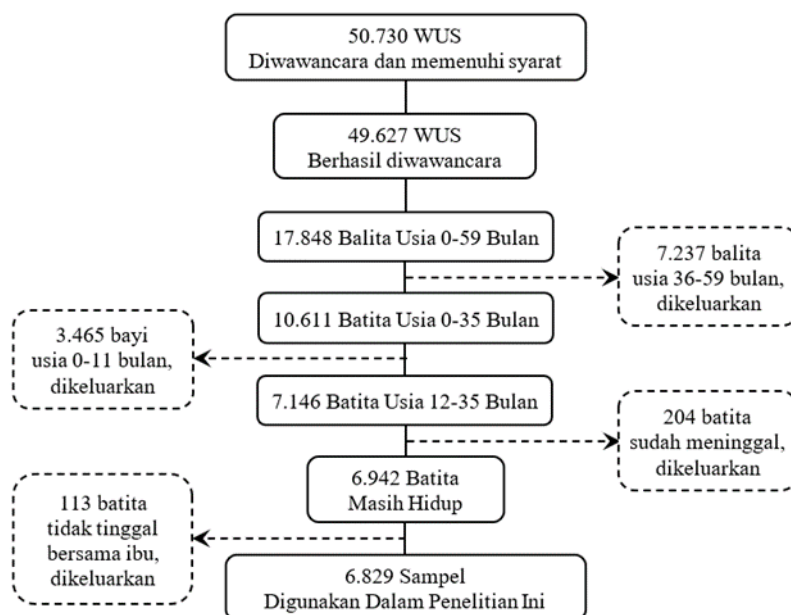 50.730 WUS
Diwawancara dan memenuhi syarat
49.627 WUS
Berhasil diwawancara
17.848 Balita Usia 0-59 Bulan
7.237 balita
usia 36-59 bulan,
dikeluarkan
10.611 Batita Usia 0-35 Bulan
3.465 bayi
usia 0-11 bulan,
dikeluarkan
7.146 Batita Usia 12-35 Bulan
204 batita
sudah meninggal,
dikeluarkan
6.942 Batita
Masih Hidup
113 batita
tidak tinggal
bersama ibu,
dikeluarkan
6.829 Sampel
Digunakan Dalam Penelitian Ini